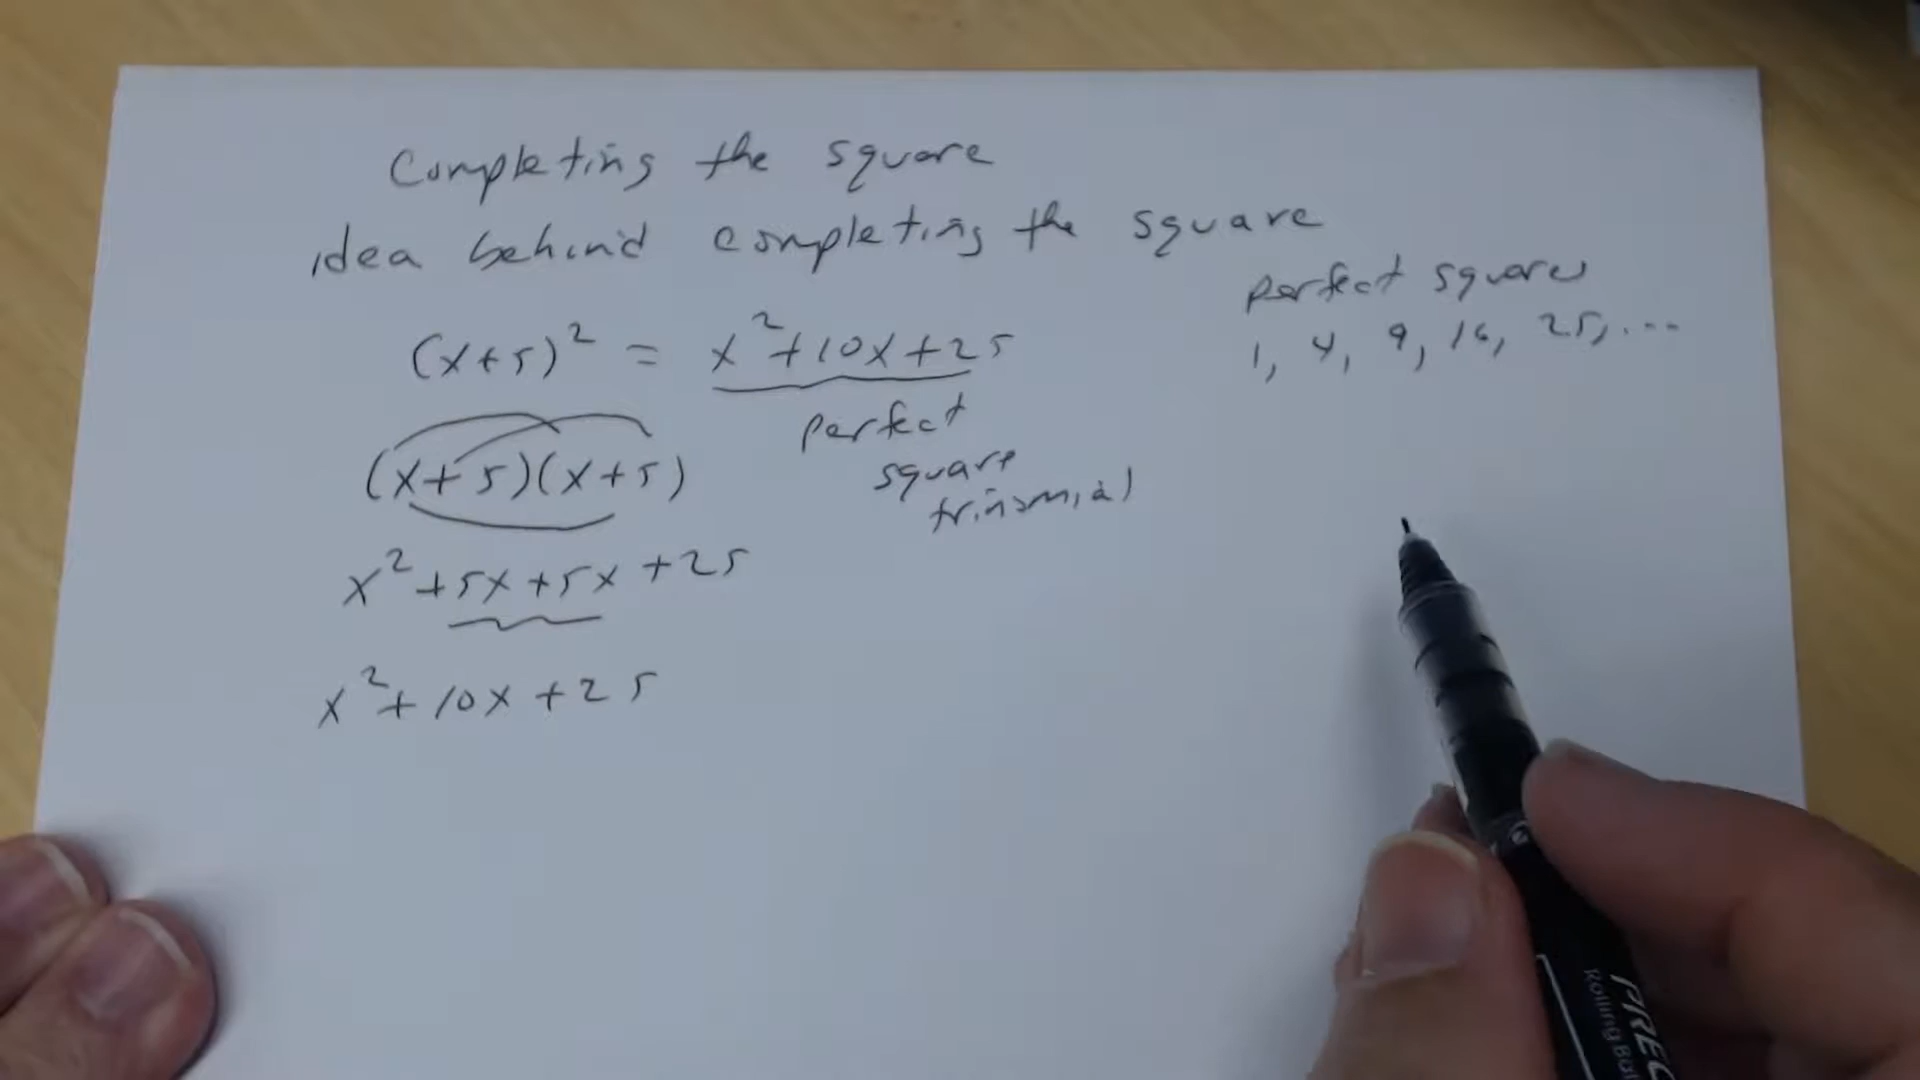 Completing the square
idea behind completing the square
perfect squares
1, 4, 9, 16, 25, ...
(x+5)² = x²+10x+25
perfect
square
trinomial
(x+5)(x+5)
x²+5x+5x+25
x²+10x+25
PREC
Rolling Bal